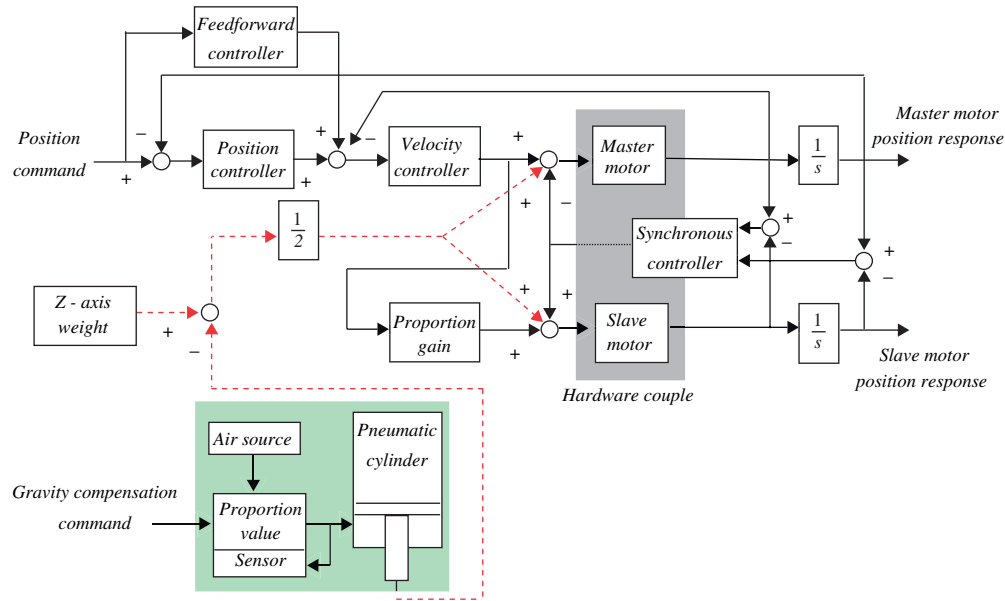 Feedforward
controller
Position
command
−
+
Position
controller
+
+
−
Velocity
controller
+
+
−
Master
motor
1
s
Master motor
position response
1
2
Synchronous
controller
+
−
+
−
Z - axis
weight
+
−
Proportion
gain
+
+
+
Slave
motor
1
s
Slave motor
position response
Hardware couple
Air source
Pneumatic
cylinder
Gravity compensation
command
Proportion
value
Sensor